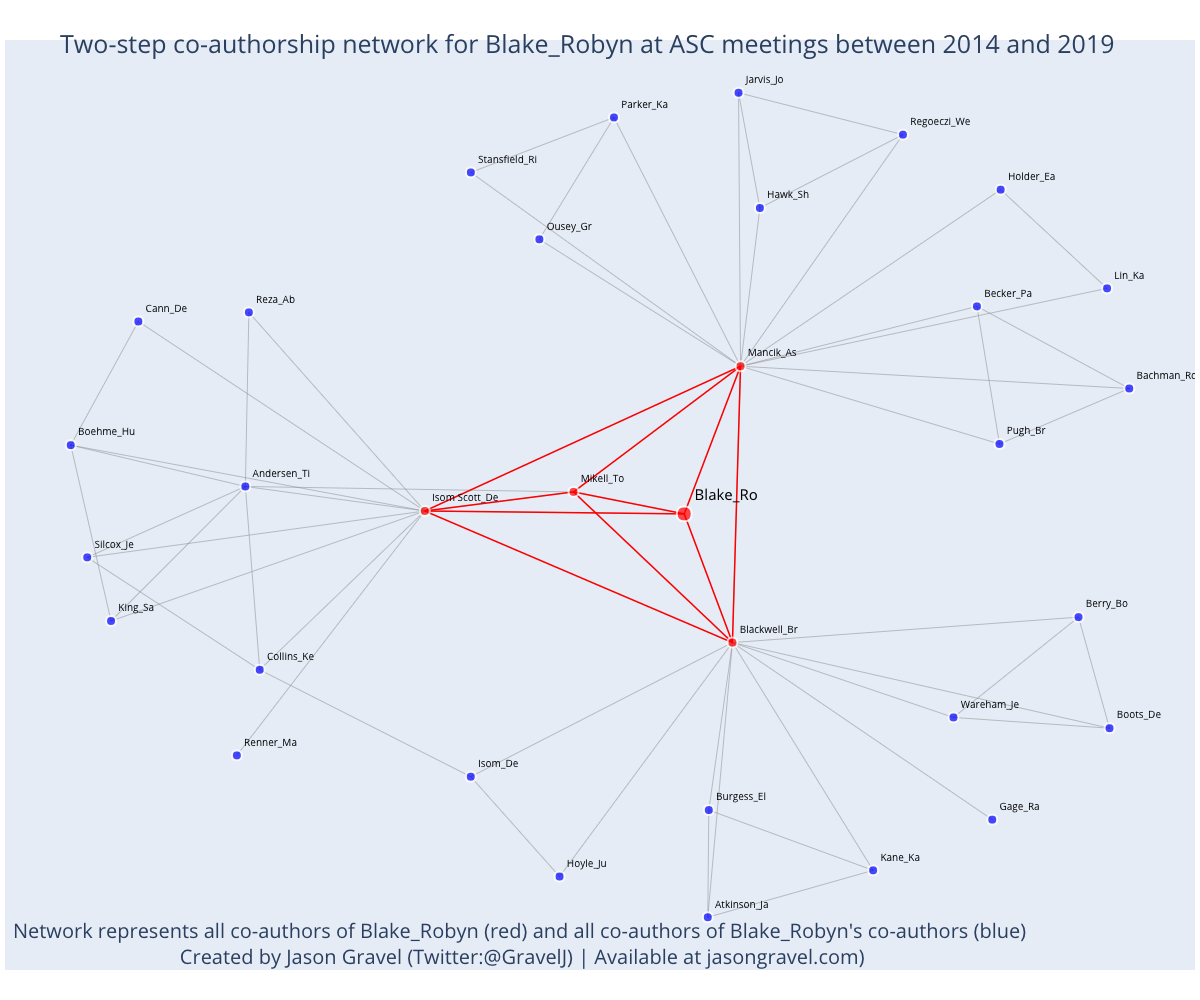 Two-step co-authorship network for Blake_Robyn at ASC meetings between 2014 and 2019
Jarvis_Jo
Parker_Ka
Regoeczi_We
Stansfield_Ri
Holder_Ea
Hawk_Sh
Ousey_Gr
Lin_Ka
Becker_Pa
Reza_Ab
Cann_De
Mancik_As
Bachman_Ro
Pugh_Br
Boehme_Hu
Andersen_Ti
Mikell_To
Isom Scott_De
Blake_Ro
Silcox_Je
King_Sa
Berry_Bo
Blackwell_Br
Collins_Ke
Wareham_Je
Boots_De
Renner_Ma
Isom_De
Burgess_El
Gage_Ra
Hoyle_Ju
Kane_Ka
Atkinson_Ja
Network represents all co-authors of Blake_Robyn (red) and all co-authors of Blake_Robyn's co-authors (blue)
Created by Jason Gravel (Twitter:@GravelJ) | Available at jasongravel.com)